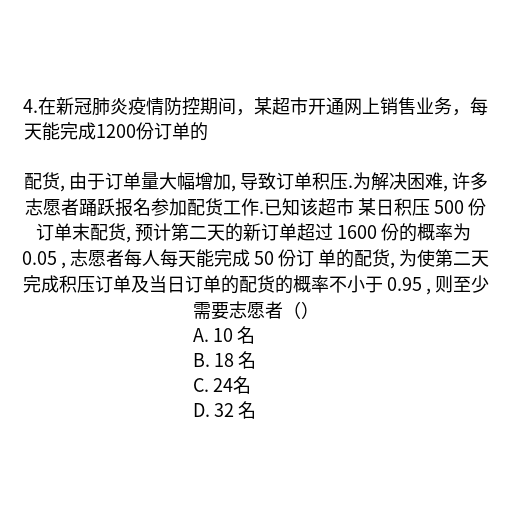 4.在新冠肺炎疫情防控期间，某超市开通网上销售业务，每
天能完成1200份订单的
配货, 由于订单量大幅增加, 导致订单积压.为解决困难, 许多
志愿者踊跃报名参加配货工作.已知该超市 某日积压 500 份
订单末配货, 预计第二天的新订单超过 1600 份的概率为
0.05 , 志愿者每人每天能完成 50 份订 单的配货, 为使第二天
完成积压订单及当日订单的配货的概率不小于 0.95 , 则至少
需要志愿者（）
A. 10 名
B. 18 名
C. 24名
D. 32 名